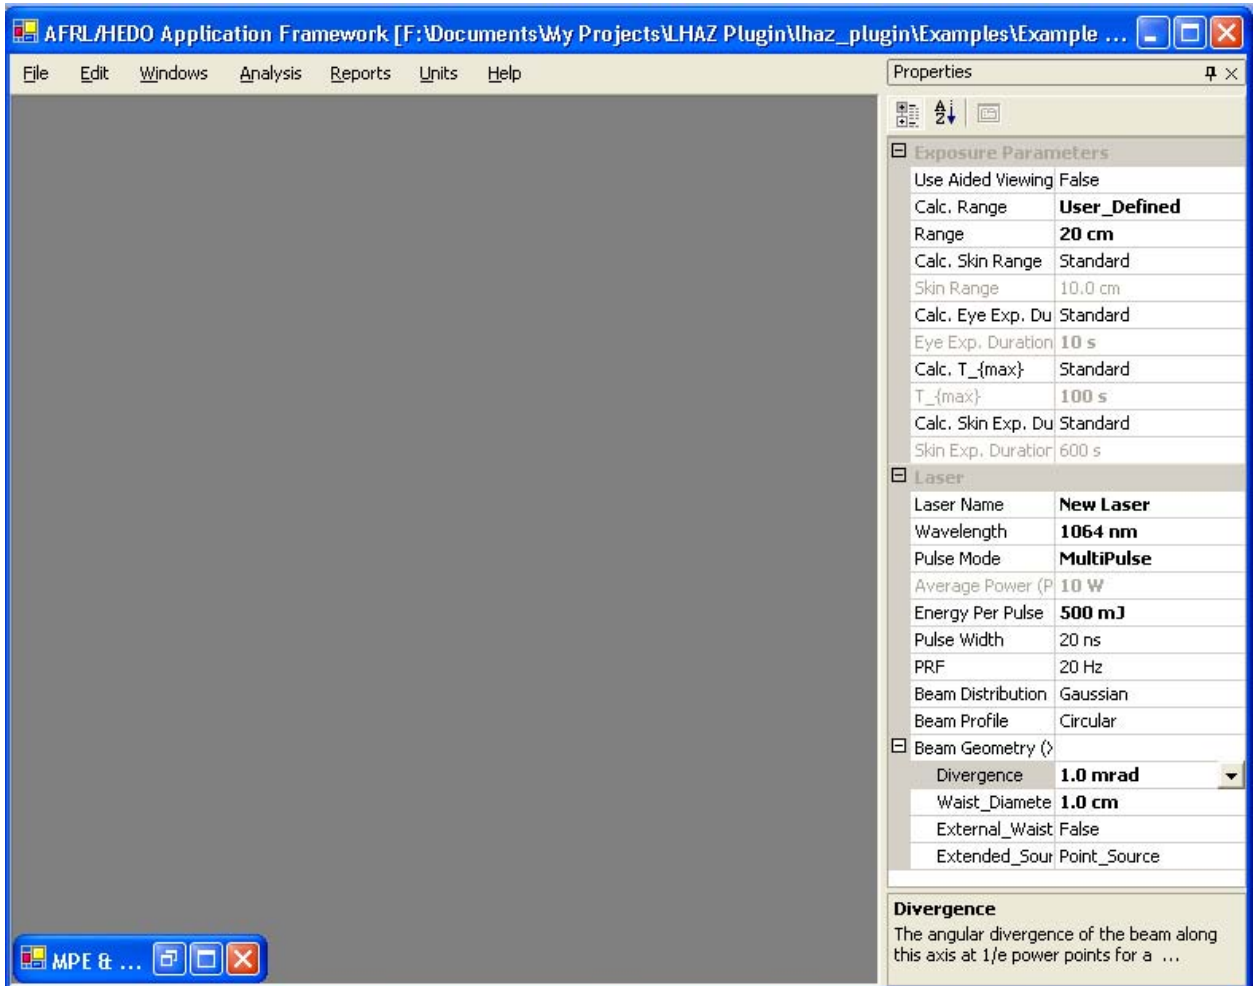 AFRL/HEDO Application Framework [F:\Documents\My Projects\LHAZ Plugin\lhaz_plugin\Examples\Example ...
File Edit Windows Analysis Reports Units Help
Properties
Exposure Parameters
Use Aided Viewing False
Calc. Range User_Defined
Range 20 cm
Calc. Skin Range Standard
Skin Range 10.0 cm
Calc. Eye Exp. Du Standard
Eye Exp. Duration 10 s
Calc. T_{max} Standard
T_{max} 100 s
Calc. Skin Exp. Du Standard
Skin Exp. Duration 600 s
Laser
Laser Name New Laser
Wavelength 1064 nm
Pulse Mode MultiPulse
Average Power (P 10 W
Energy Per Pulse 500 mJ
Pulse Width 20 ns
PRF 20 Hz
Beam Distribution Gaussian
Beam Profile Circular
Beam Geometry (X
Divergence 1.0 mrad
Waist_Diamete 1.0 cm
External_Waist False
Extended_Sour Point_Source
Divergence
The angular divergence of the beam along
this axis at 1/e power points for a ...
MPE & ...